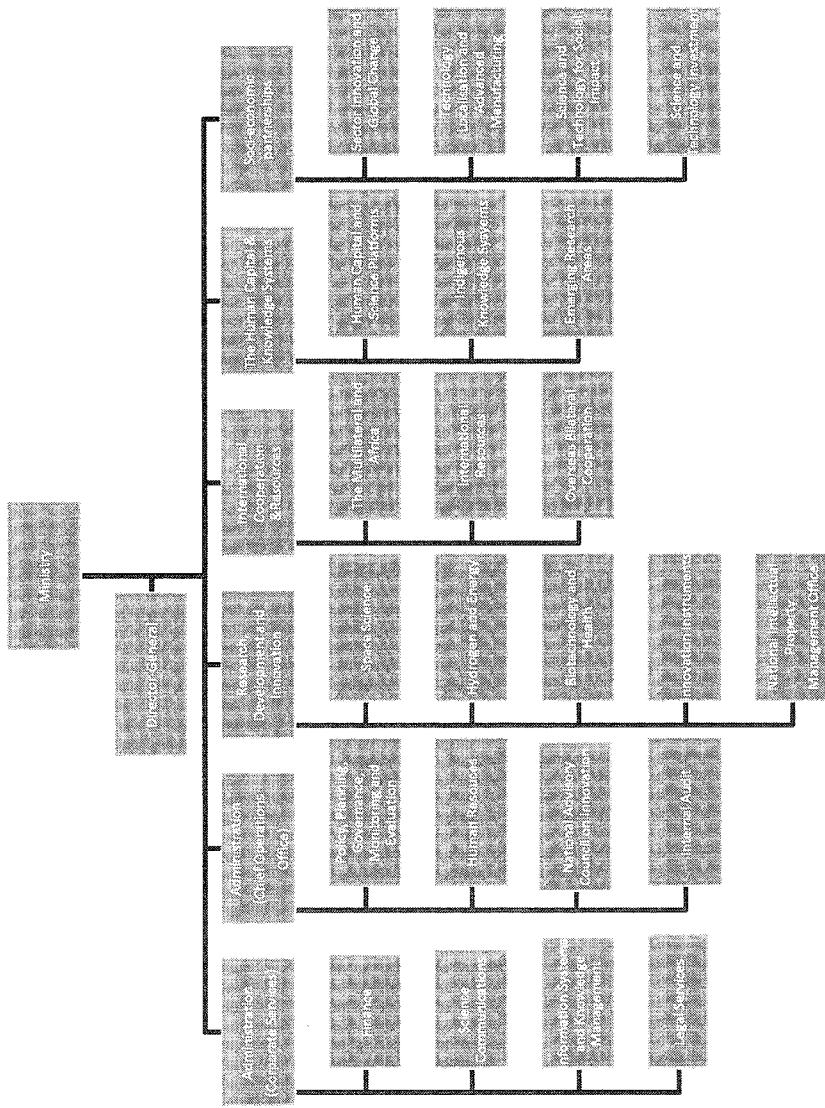 Ministry
Director General
Administration
(Corporate Services)
Finance
Science
Communications
Information Systems
and Knowledge
Management
Legal Services
Administration
(Chief Operations
Office)
Policy, Planning,
Governance,
Monitoring and
Evaluation
Human Resources
National Advisory
Council on Innovation
Internal Audit
Research,
Development and
Innovation
Space Science
Hydrogen and Energy
Biotechnology and
Health
Innovation Instruments
National Intellectual
Property
Management Office
International
Cooperation
&Resources
The Multilateral and
Africa
International
Resources
Overseas Bilateral
Cooperation
The Human Capital &
Knowledge Systems
Human Capital and
Science Platforms
Indigenous
Knowledge Systems
Emerging Research
Areas
Socio-economic
partnerships
Sector Innovation and
Global Change
Technology
Localisation and
Advanced
Manufacturing
Science and
Technology for Social
Impact
Science and
Technology Investment